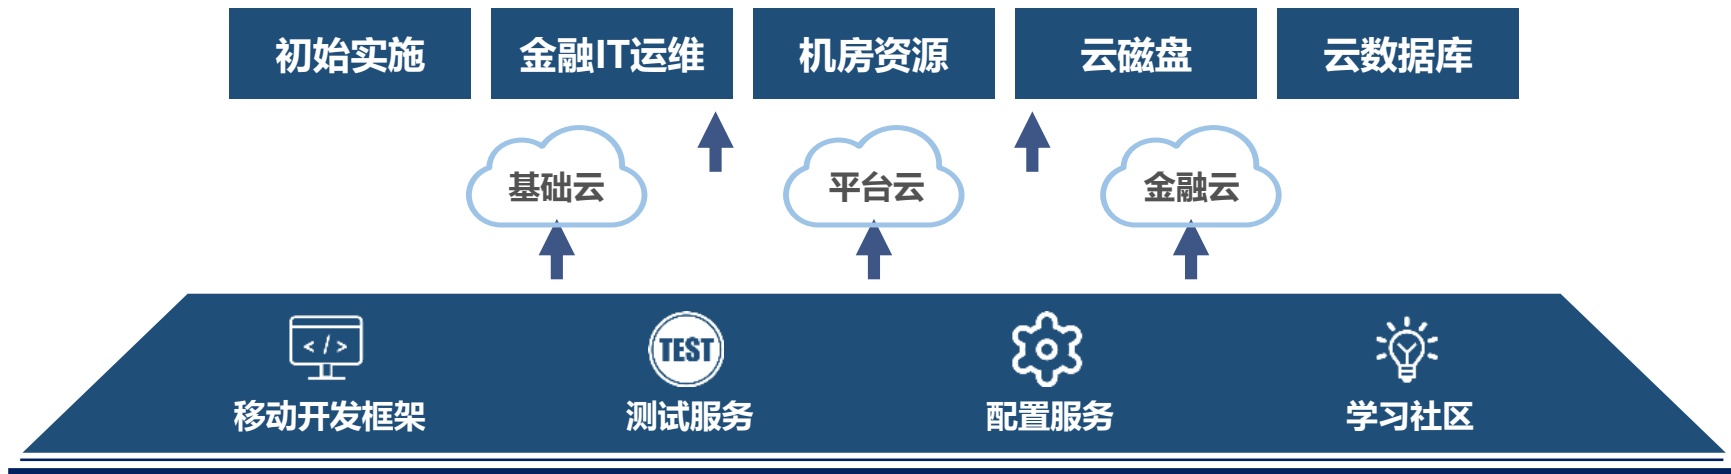 初始实施
金融IT运维
机房资源
云磁盘
云数据库
基础云
平台云
金融云
</>
TEST
移动开发框架
测试服务
配置服务
学习社区